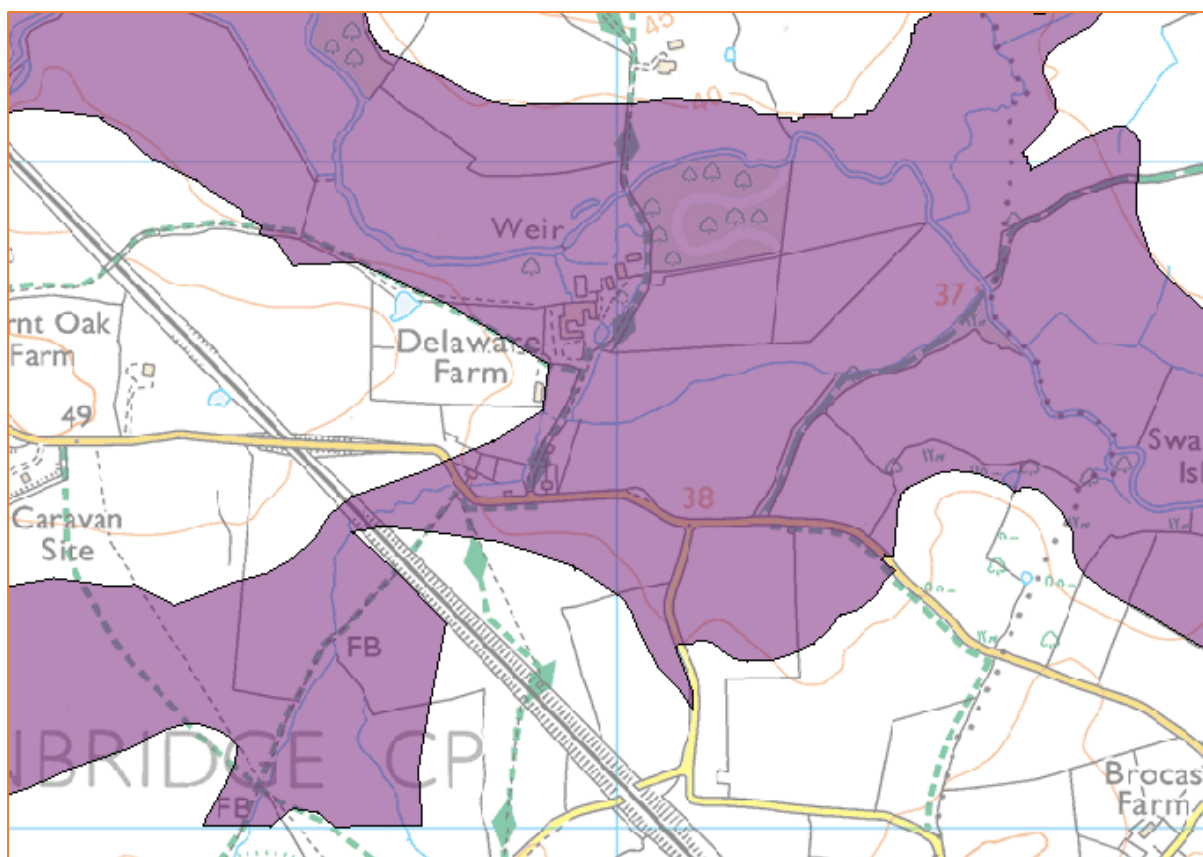 45
40
Weir
37
rnt Oak
Farm
Delaware
Farm
49
Swa
Isl
38
Caravan
Site
FB
NBRIDGE CP
FB
Brocas
Farm